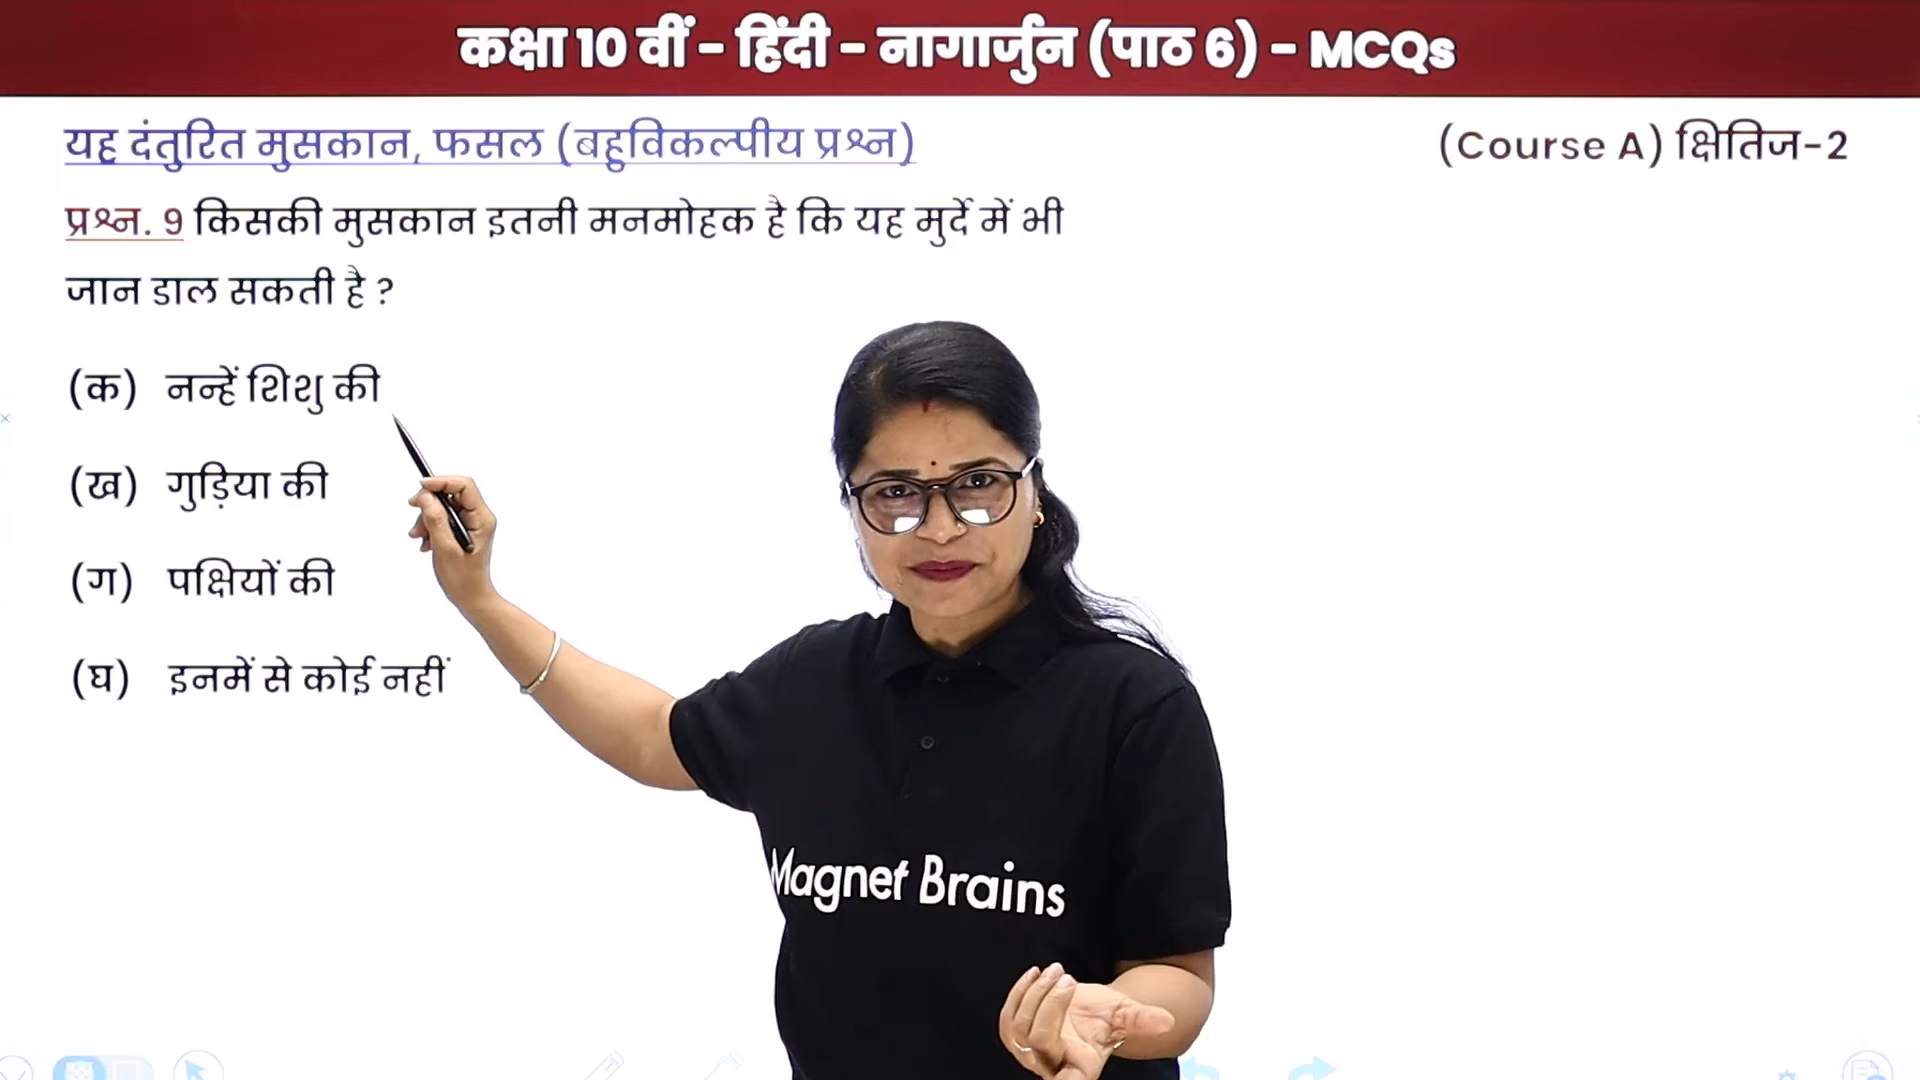 कक्षा 10 वीं - हिंदी - नागार्जुन (पाठ 6) - MCQs
यह दंतुरित मुसकान, फसल (बहुविकल्पीय प्रश्न)
(Course A) क्षितिज-2
प्रश्न. 9 किसकी मुसकान इतनी मनमोहक है कि यह मुर्दे में भी
जान डाल सकती है ?
(क) नन्हें शिशु की
(ख) गुड़िया की
(ग) पक्षियों की
(घ) इनमें से कोई नहीं
Magnet Brains